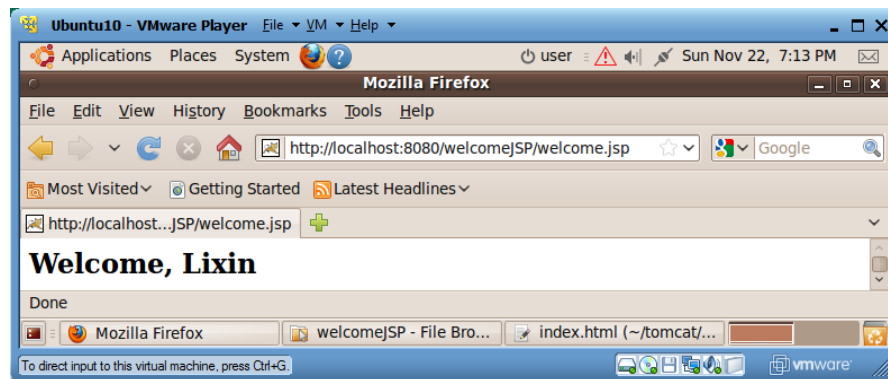 Ubuntu10 - VMware Player File VM Help
Applications Places System user Sun Nov 22, 7:13 PM
Mozilla Firefox
File Edit View History Bookmarks Tools Help
http://localhost:8080/welcomeJSP/welcome.jsp Google
Most Visited Getting Started Latest Headlines
http://localhost...JSP/welcome.jsp
Welcome, Lixin
Done
Mozilla Firefox welcomeJSP - File Bro... index.html (~/tomcat/...
To direct input to this virtual machine, press Ctrl+G. vmware